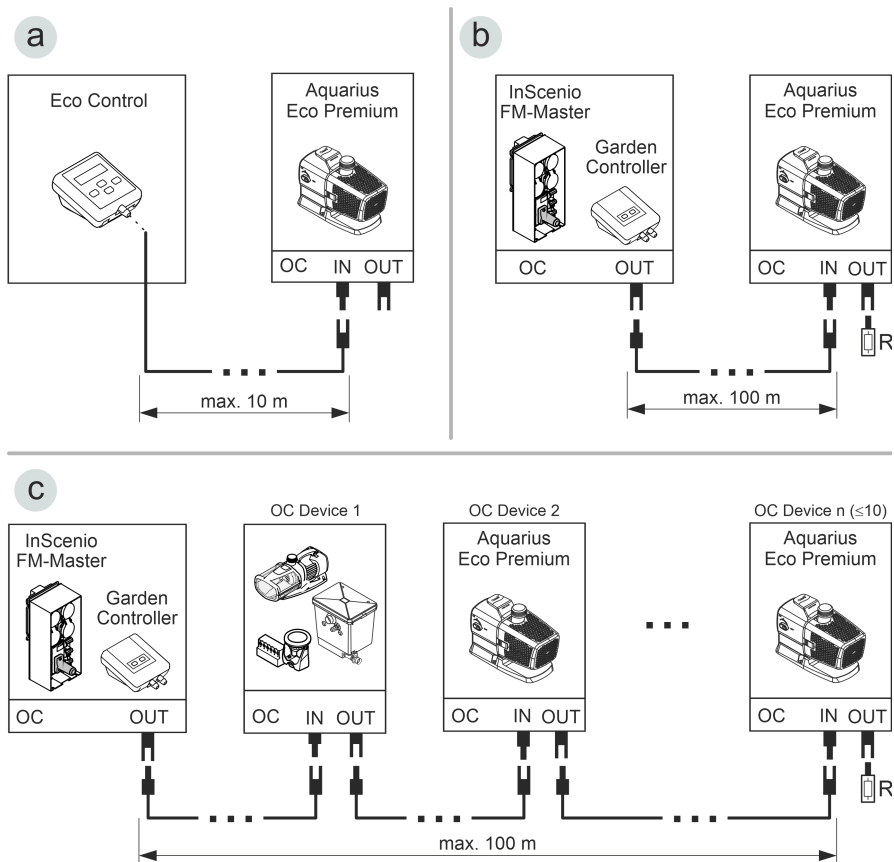 a
Eco Control
Aquarius
Eco Premium
OC IN OUT
max. 10 m
b
InScenio
FM-Master
Garden
Controller
OC OUT
Aquarius
Eco Premium
OC IN OUT
R
max. 100 m
c
InScenio
FM-Master
Garden
Controller
OC OUT
OC Device 1
OC IN OUT
OC Device 2
Aquarius
Eco Premium
OC IN OUT
OC Device n (≤10)
Aquarius
Eco Premium
OC IN OUT
R
max. 100 m